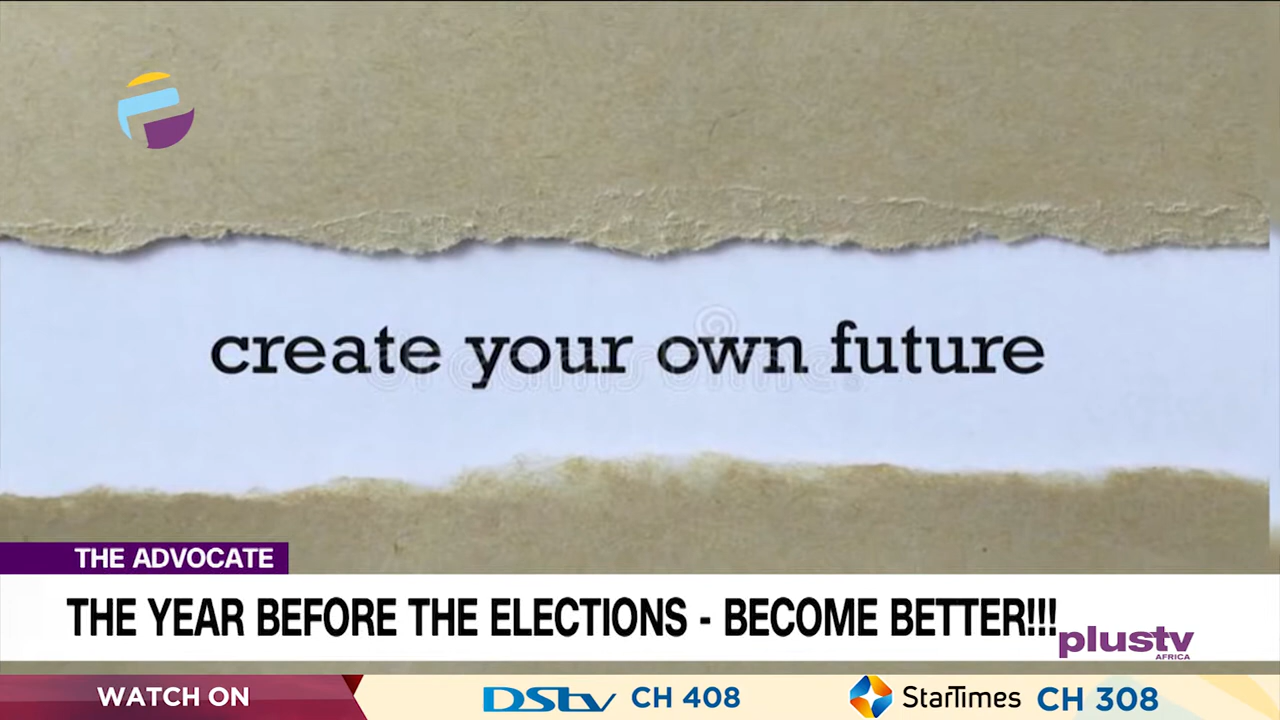 create your own future
THE ADVOCATE
THE YEAR BEFORE THE ELECTIONS - BECOME BETTER!!!
plustv
AFRICA
WATCH ON
DStv CH 408
StarTimes CH 308